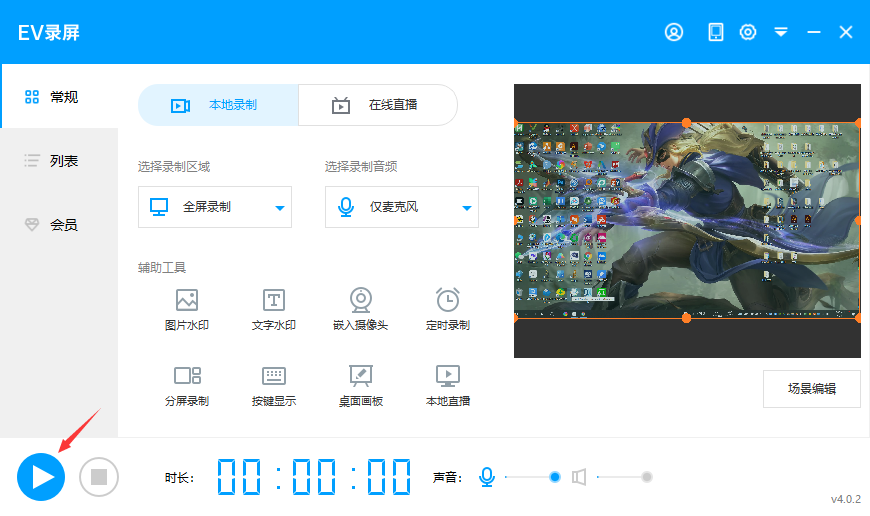 EV录屏
常规
列表
会员
本地录制
在线直播
选择录制区域
选择录制音频
全屏录制
仅麦克风
辅助工具
图片水印
文字水印
嵌入摄像头
定时录制
分屏录制
按键显示
桌面画板
本地直播
场景编辑
时长：
00:00:00
声音：
v4.0.2